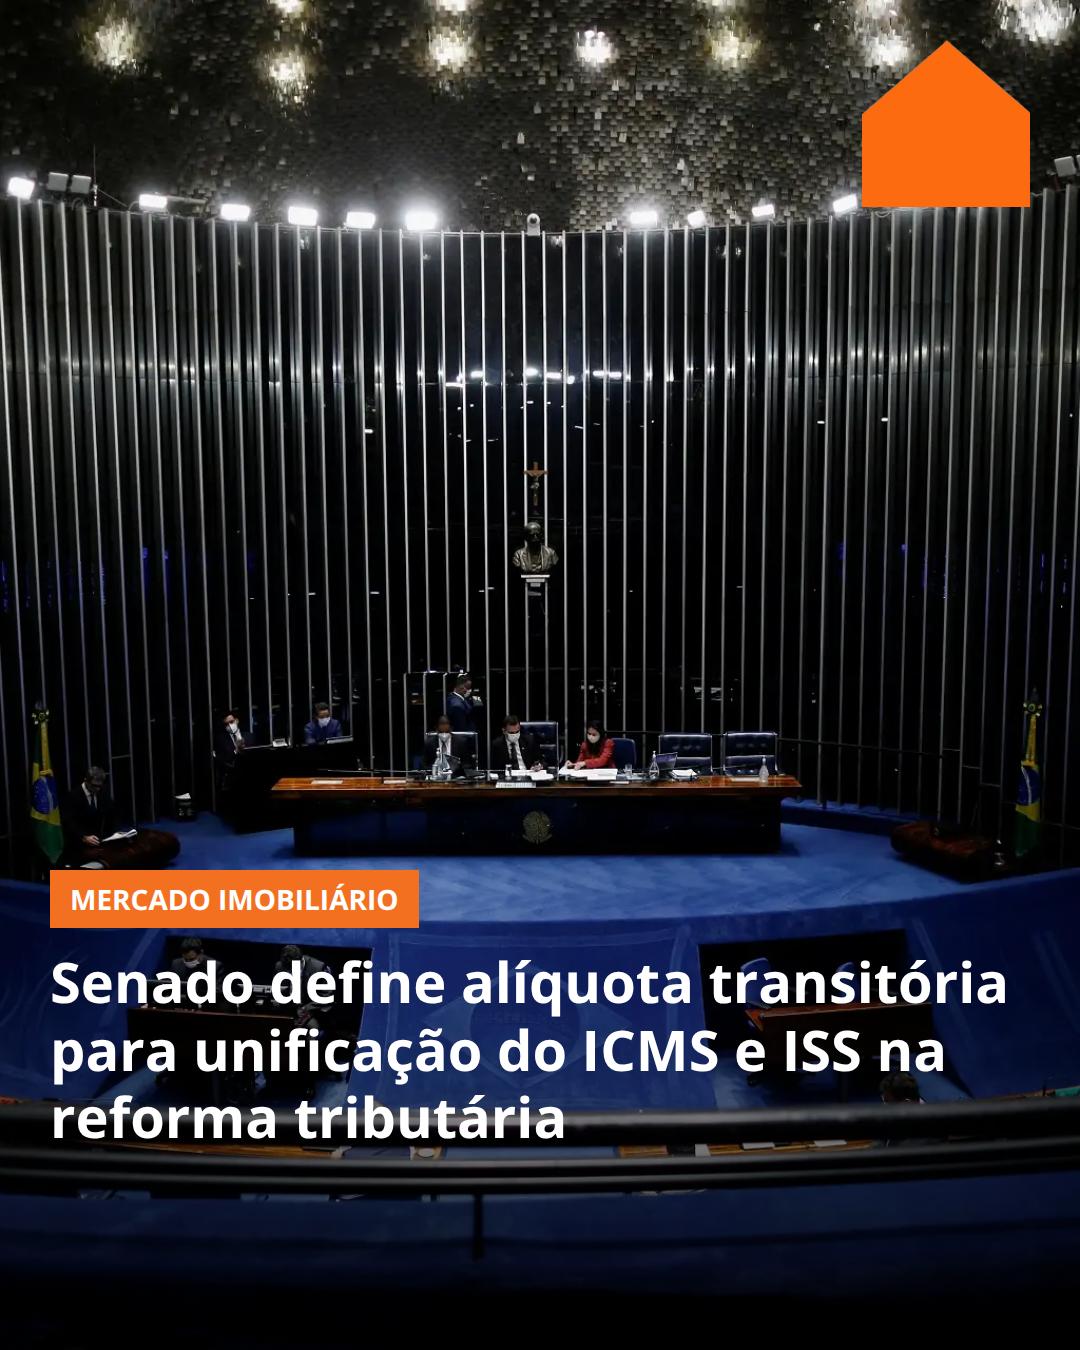 MERCADO IMOBILIÁRIO
Senado define alíquota transitória
para unificação do ICMS e ISS na
reforma tributária